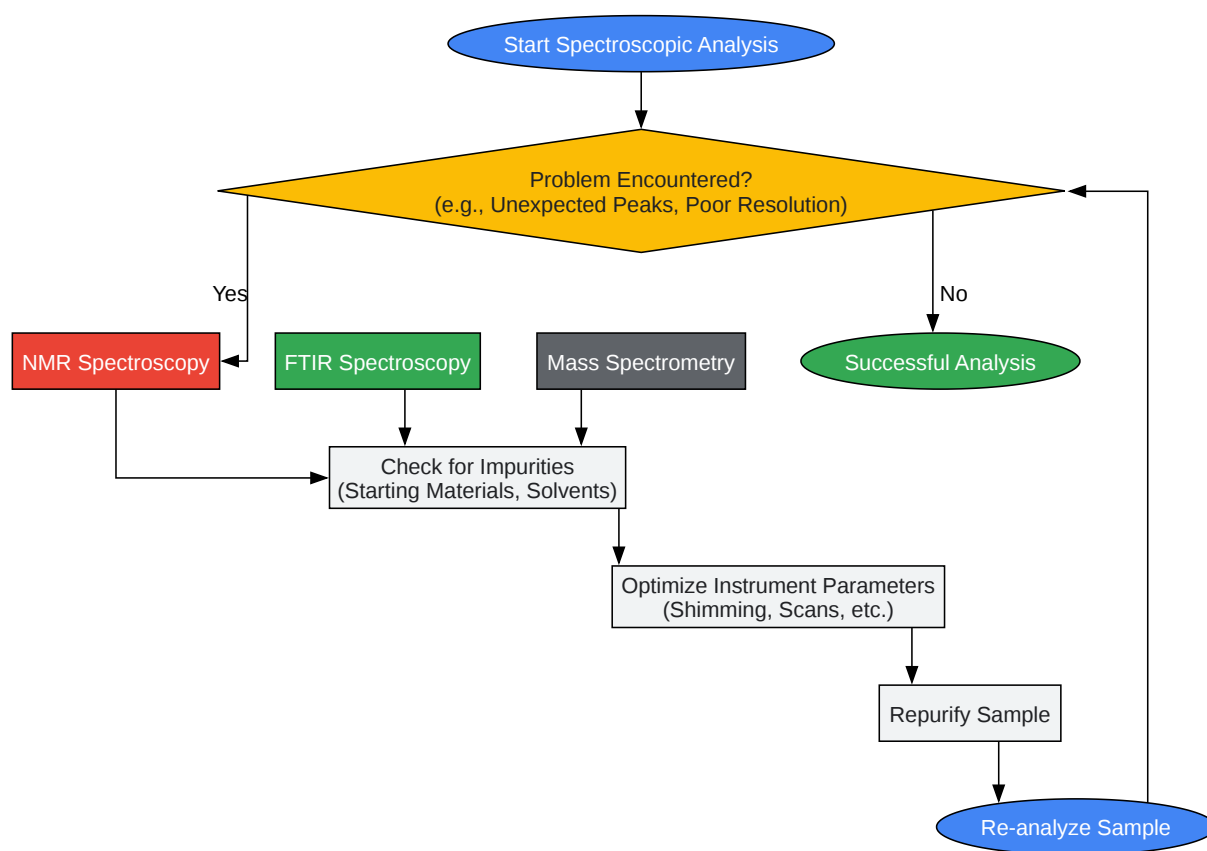 Start Spectroscopic Analysis
Problem Encountered?
(e.g., Unexpected Peaks, Poor Resolution)
Yes
No
NMR Spectroscopy
FTIR Spectroscopy
Mass Spectrometry
Successful Analysis
Check for Impurities
(Starting Materials, Solvents)
Optimize Instrument Parameters
(Shimming, Scans, etc.)
Repurify Sample
Re-analyze Sample